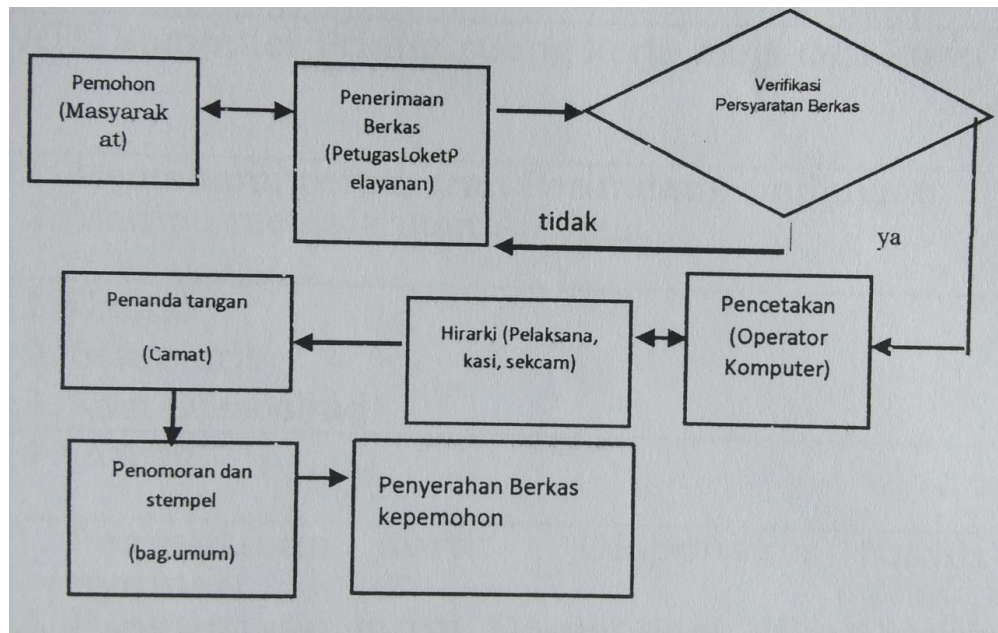 Pemohon
(Masyarak
at)
Penerimaan
Berkas
(PetugasLoketP
elayanan)
Verifikasi
Persyaratan Berkas
tidak
ya
Penanda tangan
(Camat)
Hirarki (Pelaksana,
kasi, sekcam)
Pencetakan
(Operator
Komputer)
Penomoran dan
stempel
(bag.umum)
Penyerahan Berkas
kepemohon